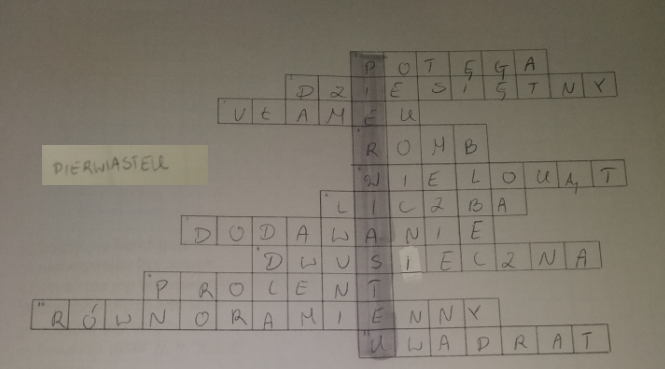 POTĘGA
DZIESIĘTNY
UŁAMEK
ROMB
PIERWIASTEK
WIELOKĄT
LICZBA
DODAWANIE
DWUSIECZNA
PROCENT
RÓWNORAMIENNY
KWADRAT